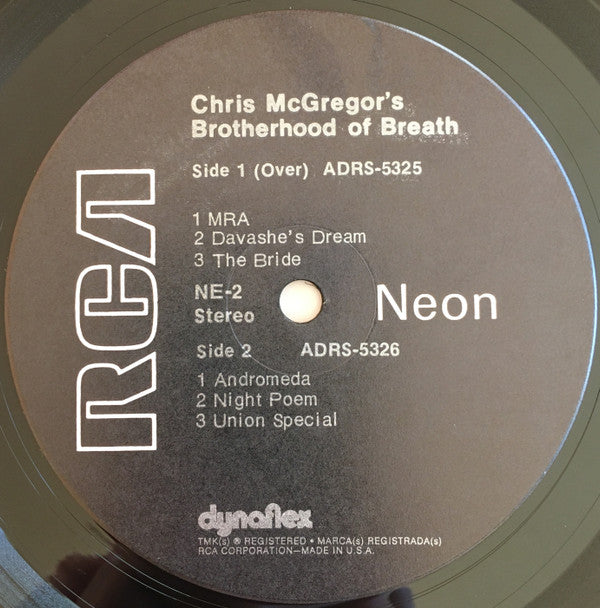 Chris McGregor's
Brotherhood of Breath
Side 1 (Over) ADRS-5325
1 MRA
2 Davashe's Dream
3 The Bride
RCA
NE-2
Stereo
Neon
Side 2 ADRS-5326
1 Andromeda
2 Night Poem
3 Union Special
dynaflex
TMK(s) ® REGISTERED • MARCA(s) REGISTRADA(s)
RCA CORPORATION—MADE IN U.S.A.